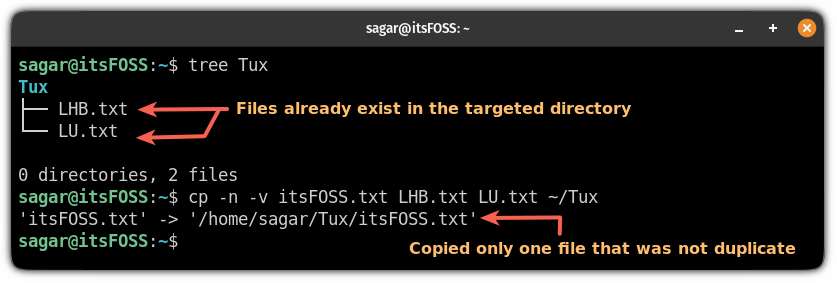 sagar@itsFOSS: ~
sagar@itsFOSS:~$ tree Tux
Tux
├── LHB.txt
└── LU.txt
Files already exist in the targeted directory
0 directories, 2 files
sagar@itsFOSS:~$ cp -n -v itsFOSS.txt LHB.txt LU.txt ~/Tux
'itsFOSS.txt' -> '/home/sagar/Tux/itsFOSS.txt'
sagar@itsFOSS:~$
Copied only one file that was not duplicate